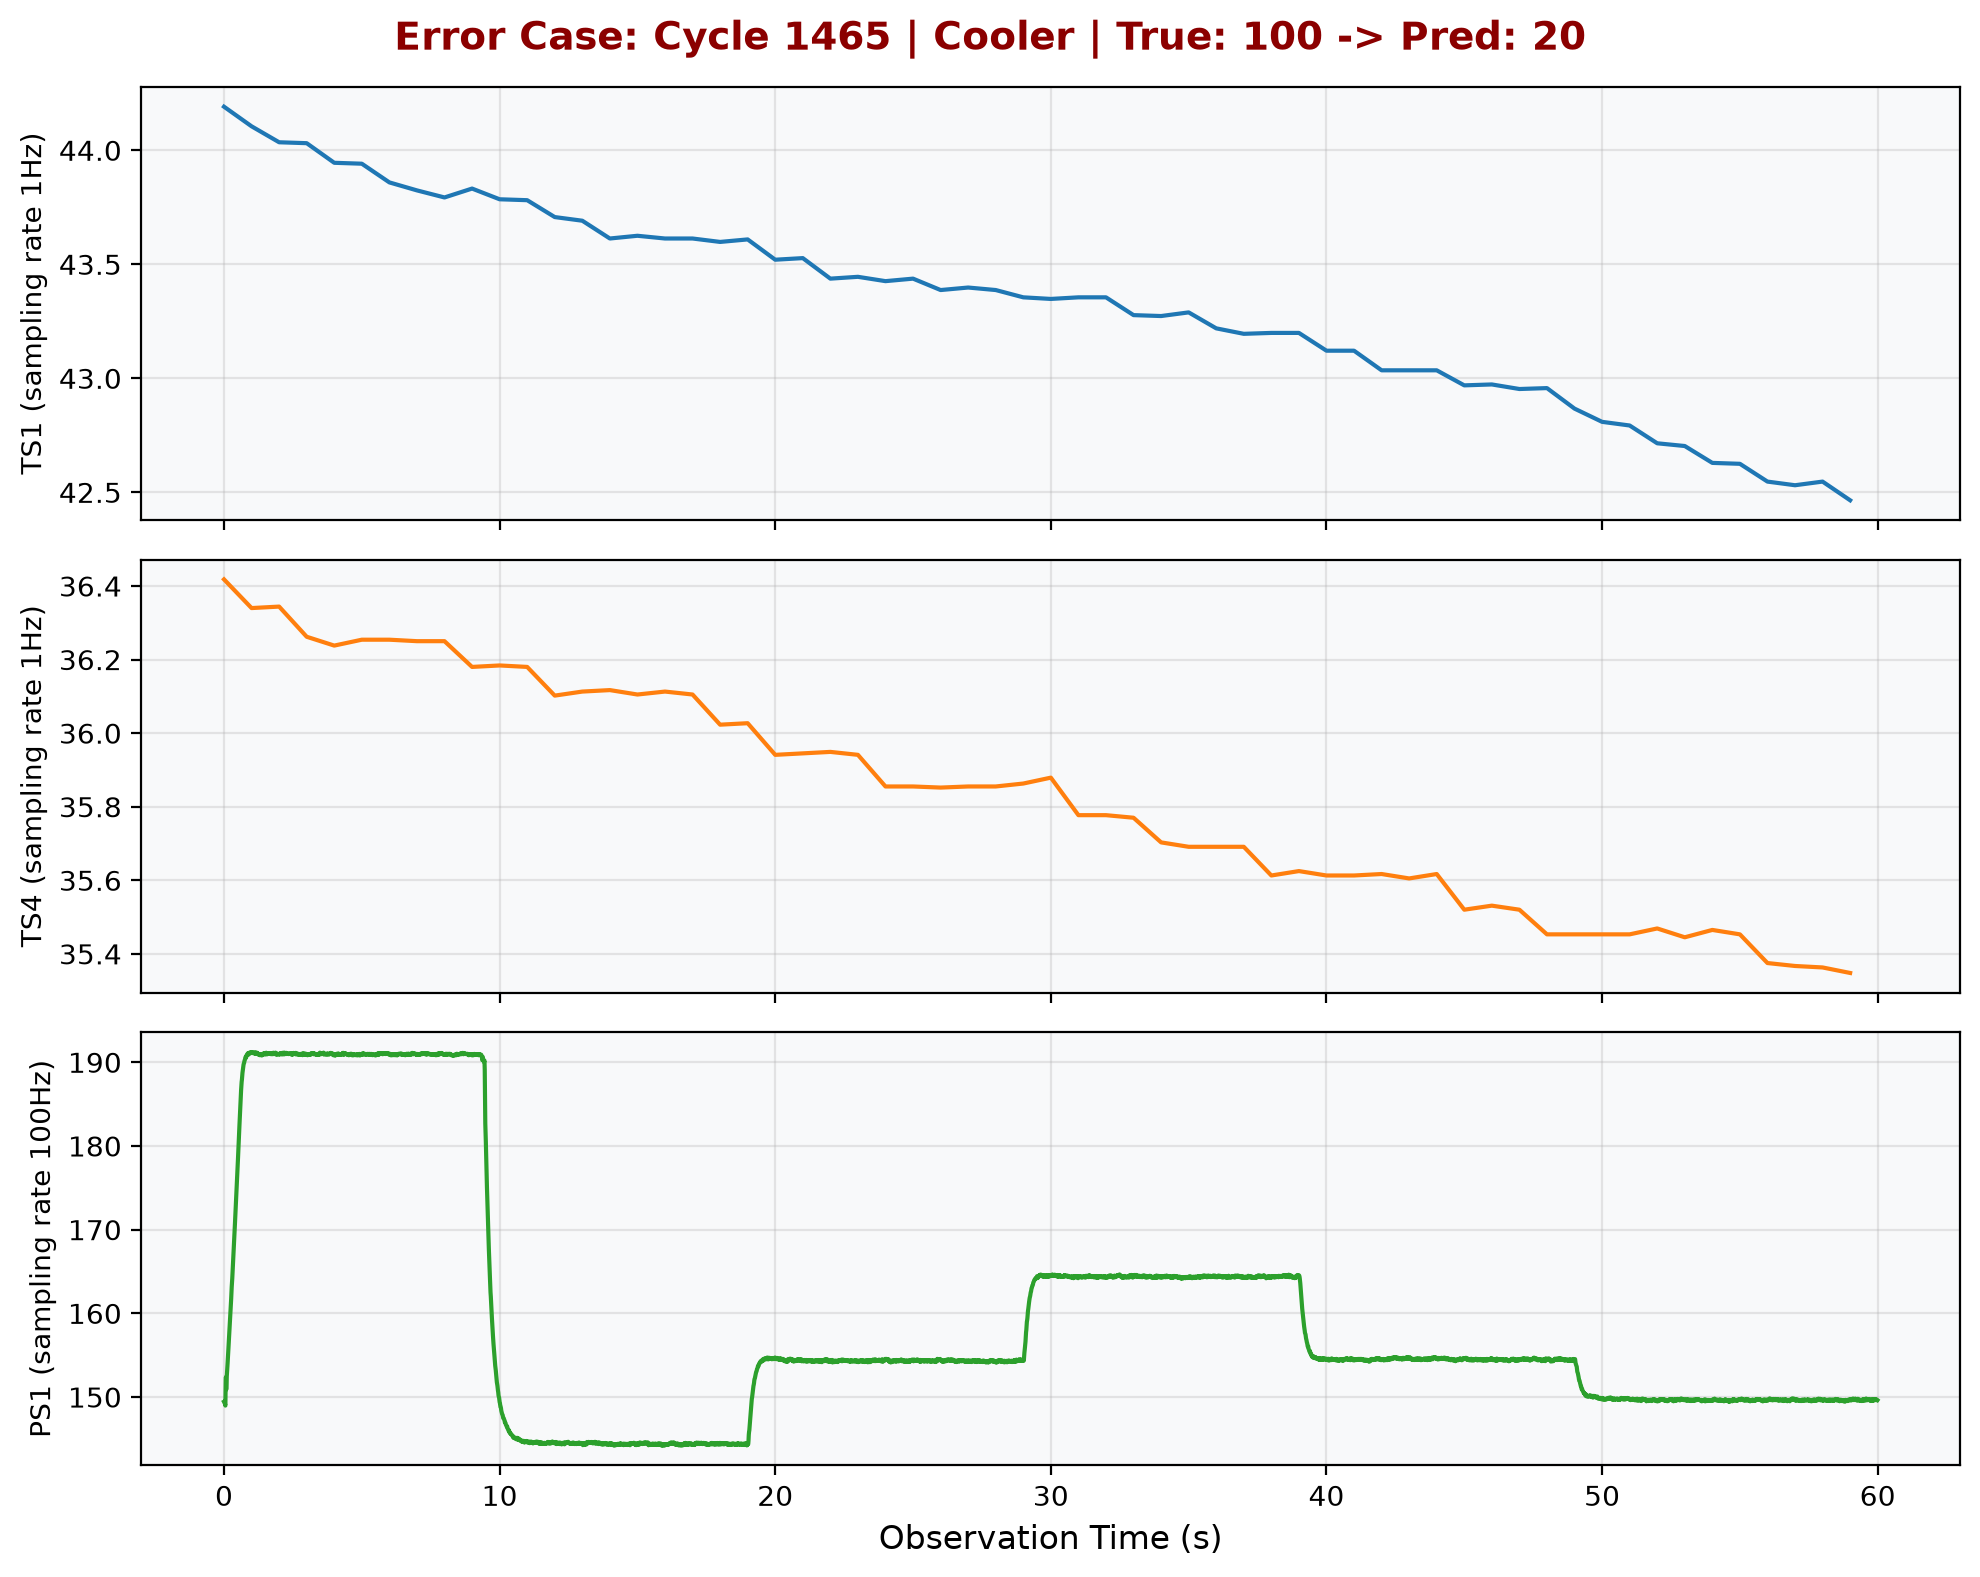 Error Case: Cycle 1465 | Cooler | True: 100 -> Pred: 20
TS1 (sampling rate 1Hz)
44.0
43.5
43.0
42.5
TS4 (sampling rate 1Hz)
36.4
36.2
36.0
35.8
35.6
35.4
PS1 (sampling rate 100Hz)
190
180
170
160
150
0 10 20 30 40 50 60
Observation Time (s)